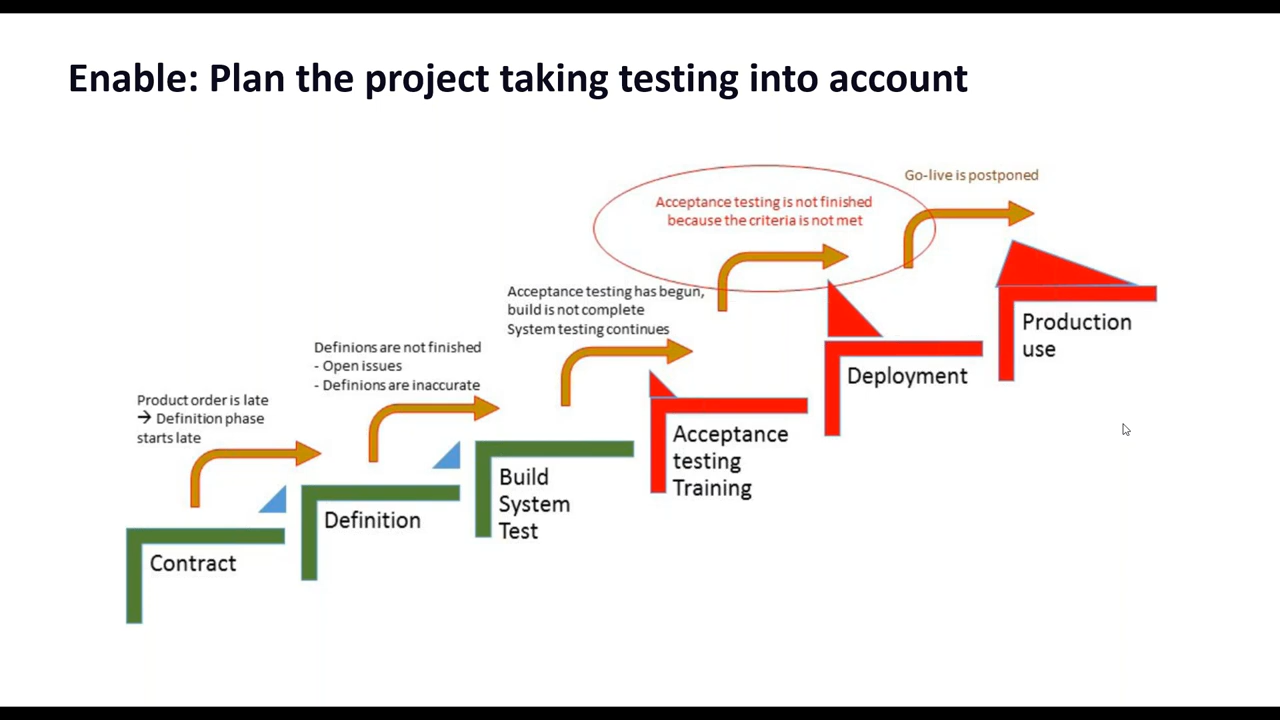 Enable: Plan the project taking testing into account
Go-live is postponed
Acceptance testing is not finished
because the criteria is not met
Acceptance testing has begun,
build is not complete
System testing continues
Definions are not finished
- Open issues
- Definions are inaccurate
Product order is late
→ Definition phase
starts late
Contract
Definition
Build
System
Test
Acceptance
testing
Training
Deployment
Production
use